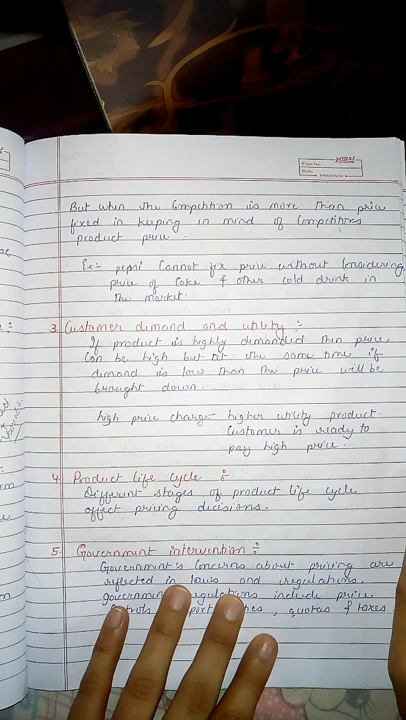 Page No.
Date:
But when the Competition is more than price
fixed in keeping in mind of Competitors
product price.
Ex:- pepsi Cannot fix price without Considering
price of Coke & other cold drink in
the market.
3. Customer demand and utility :-
If product is highly demanded then price
Can be high but at the same time if
demand is low than the price will be
brought down.
high price charge - higher utility product.
Customer is ready to
pay high price.
4. Product life cycle :-
Different stages of product life cycle
affect pricing decisions.
5. Government intervention :-
Government's Concerns about pricing are
reflected in laws and regulations.
government regulations include price
quotas & taxes